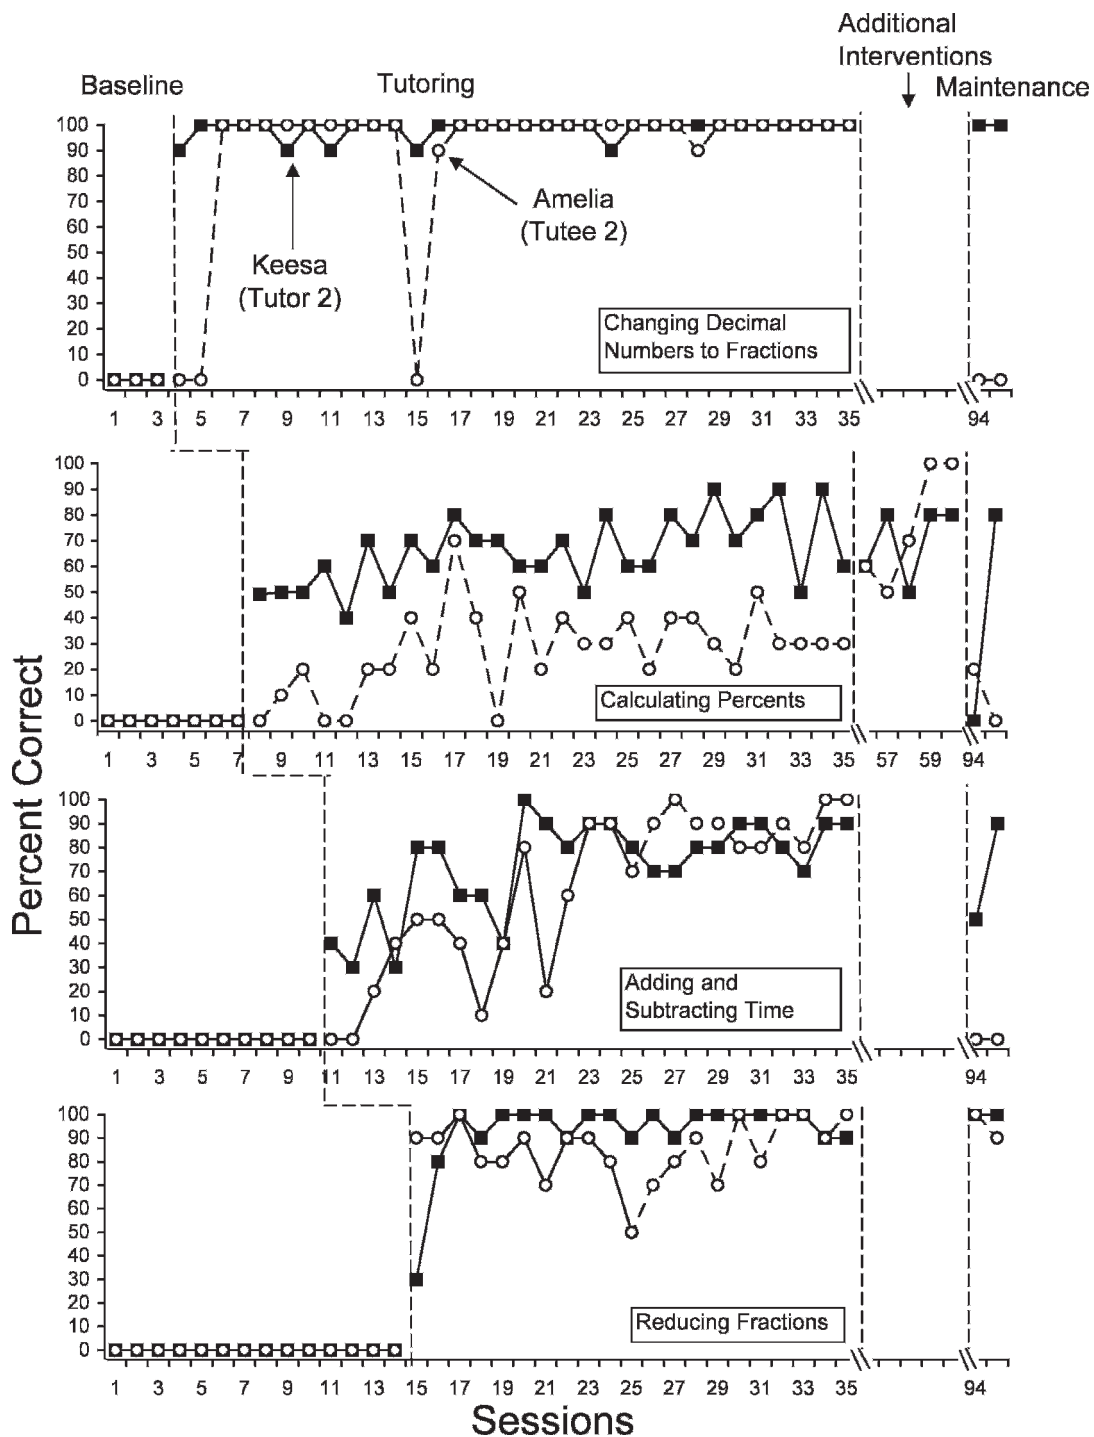 Additional
Interventions
Baseline
Tutoring
Maintenance
100
90
80
70
60
50
40
30
20
10
0
Amelia
(Tutee 2)
Keesa
(Tutor 2)
Changing Decimal
Numbers to Fractions
1 3 5 7 9 11 13 15 17 19 21 23 25 27 29 31 33 35 94
100
90
80
70
60
50
40
30
20
10
0
Calculating Percents
1 3 5 7 9 11 13 15 17 19 21 23 25 27 29 31 33 35 57 59 94
Percent Correct
100
90
80
70
60
50
40
30
20
10
0
Adding and
Subtracting Time
1 3 5 7 9 11 13 15 17 19 21 23 25 27 29 31 33 35 94
100
90
80
70
60
50
40
30
20
10
0
Reducing Fractions
1 3 5 7 9 11 13 15 17 19 21 23 25 27 29 31 33 35 94
Sessions